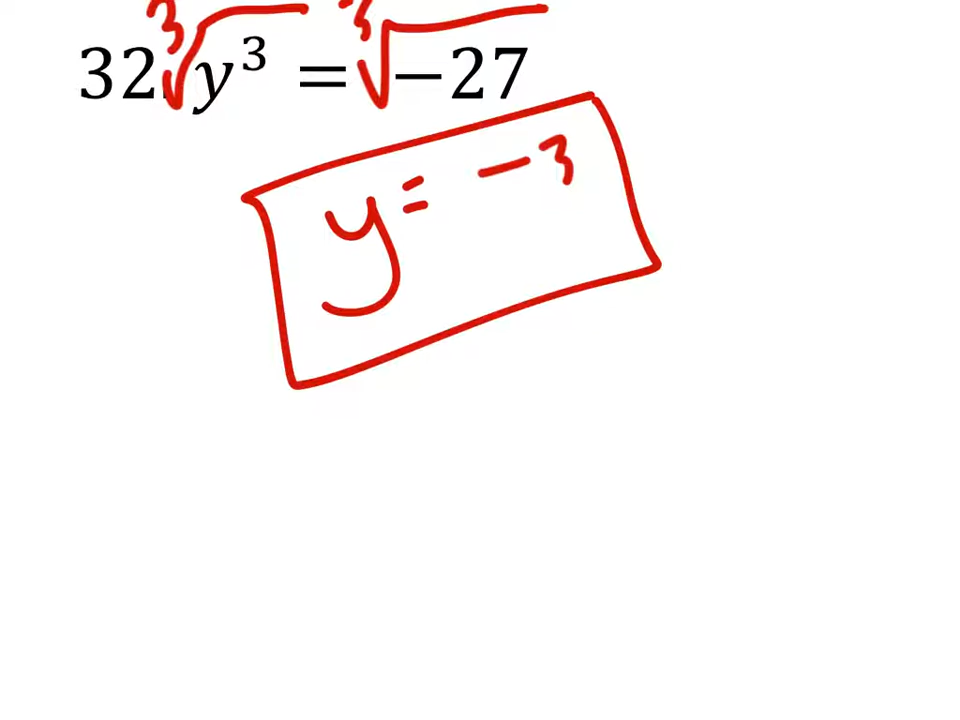 32. ∛y³ = ∛−27
y = −3